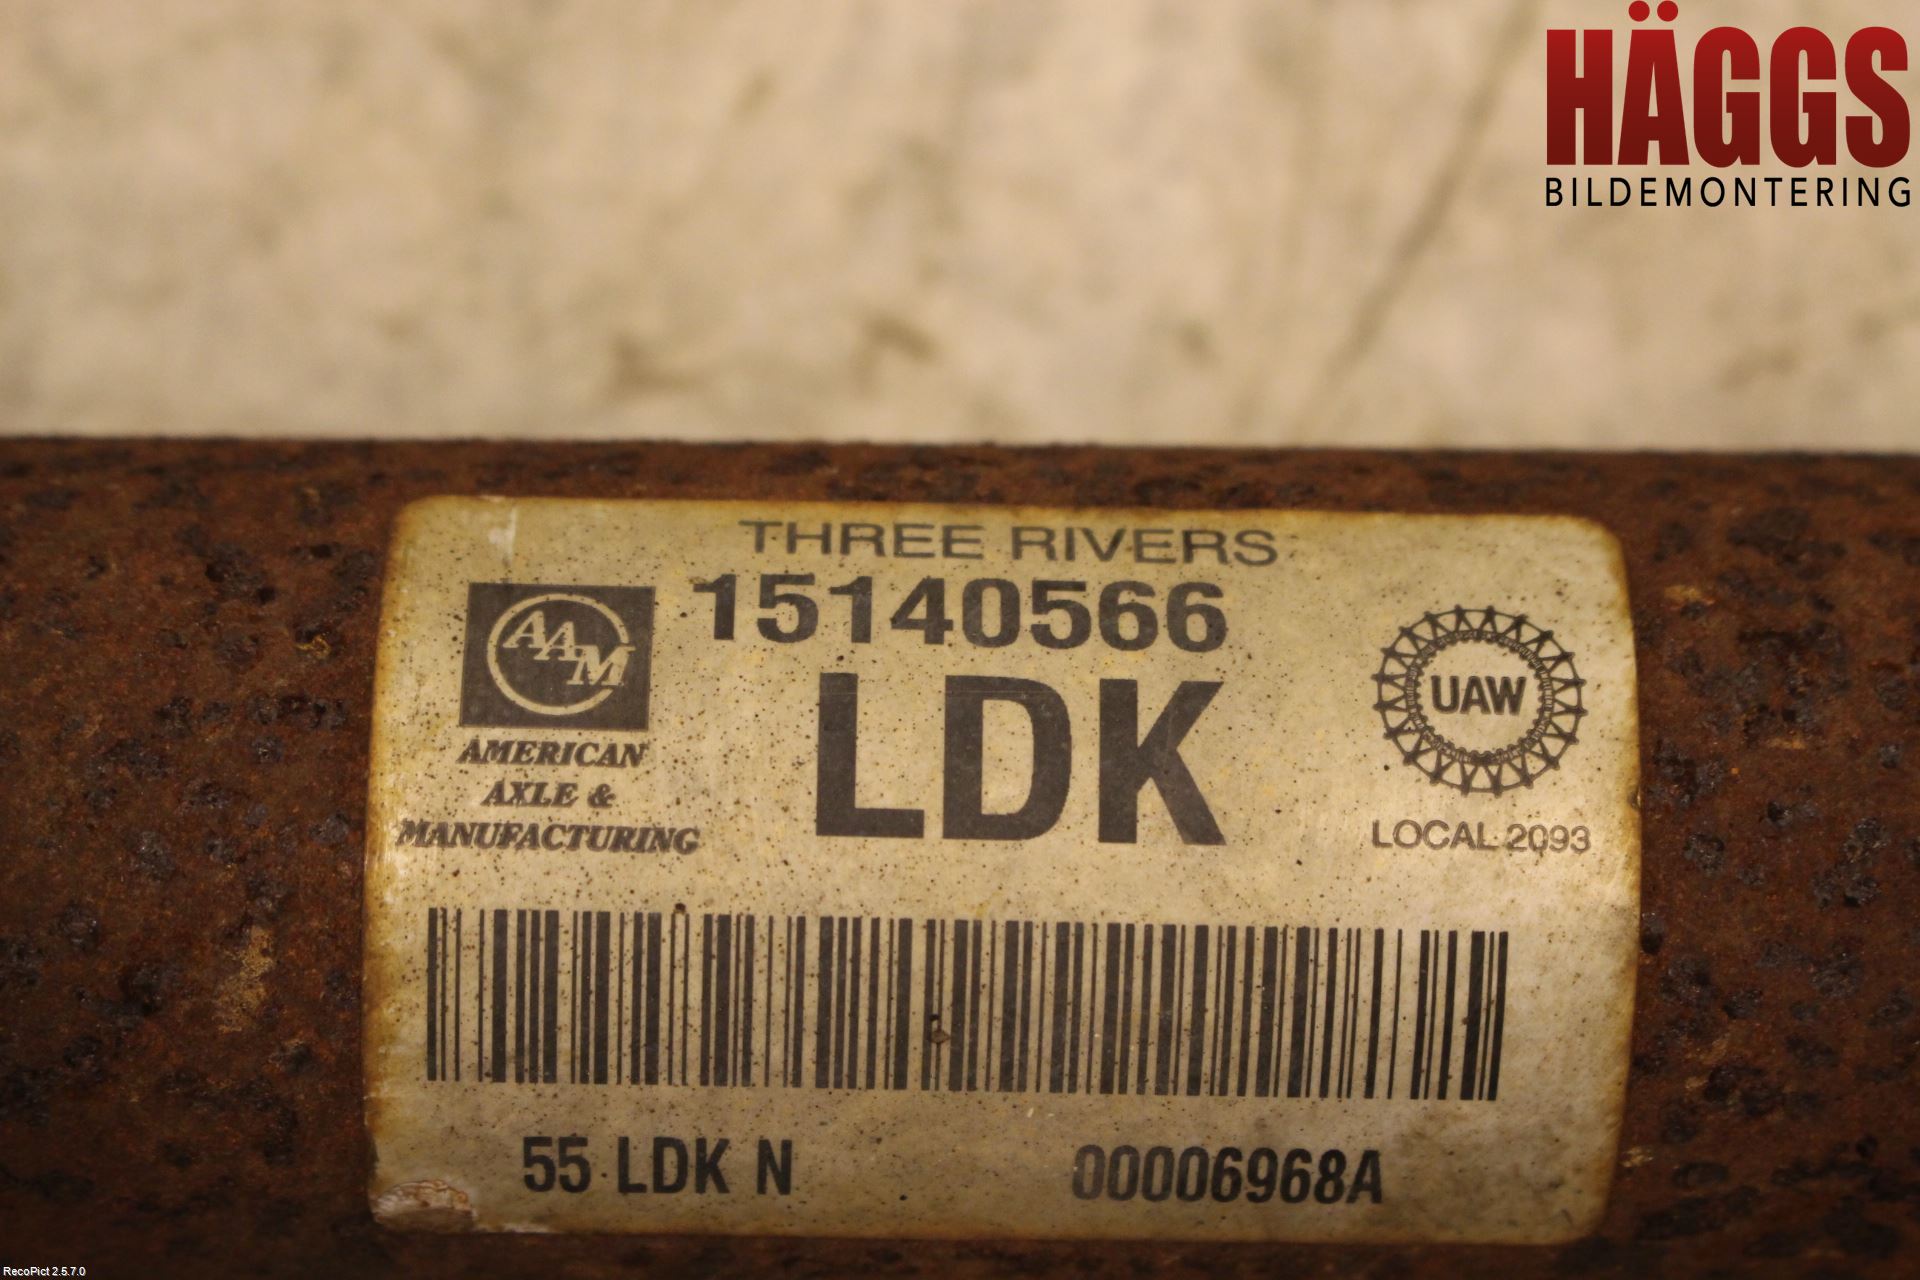 HÄGGS
BILDEMONTERING
THREE RIVERS
15140566
LDK
AAM
AMERICAN
AXLE &
MANUFACTURING
UAW
LOCAL 2093
55 LDK N 00006968A
RecoPict 2.5.7.0